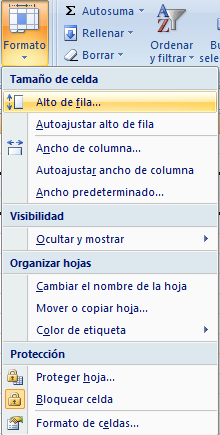 Autosuma
Rellenar
Borrar
Formato
Ordenar
y filtrar
Tamaño de celda
Alto de fila...
Autoajustar alto de fila
Ancho de columna...
Autoajustar ancho de columna
Ancho predeterminado...
Visibilidad
Ocultar y mostrar
Organizar hojas
Cambiar el nombre de la hoja
Mover o copiar hoja...
Color de etiqueta
Protección
Proteger hoja...
Bloquear celda
Formato de celdas...